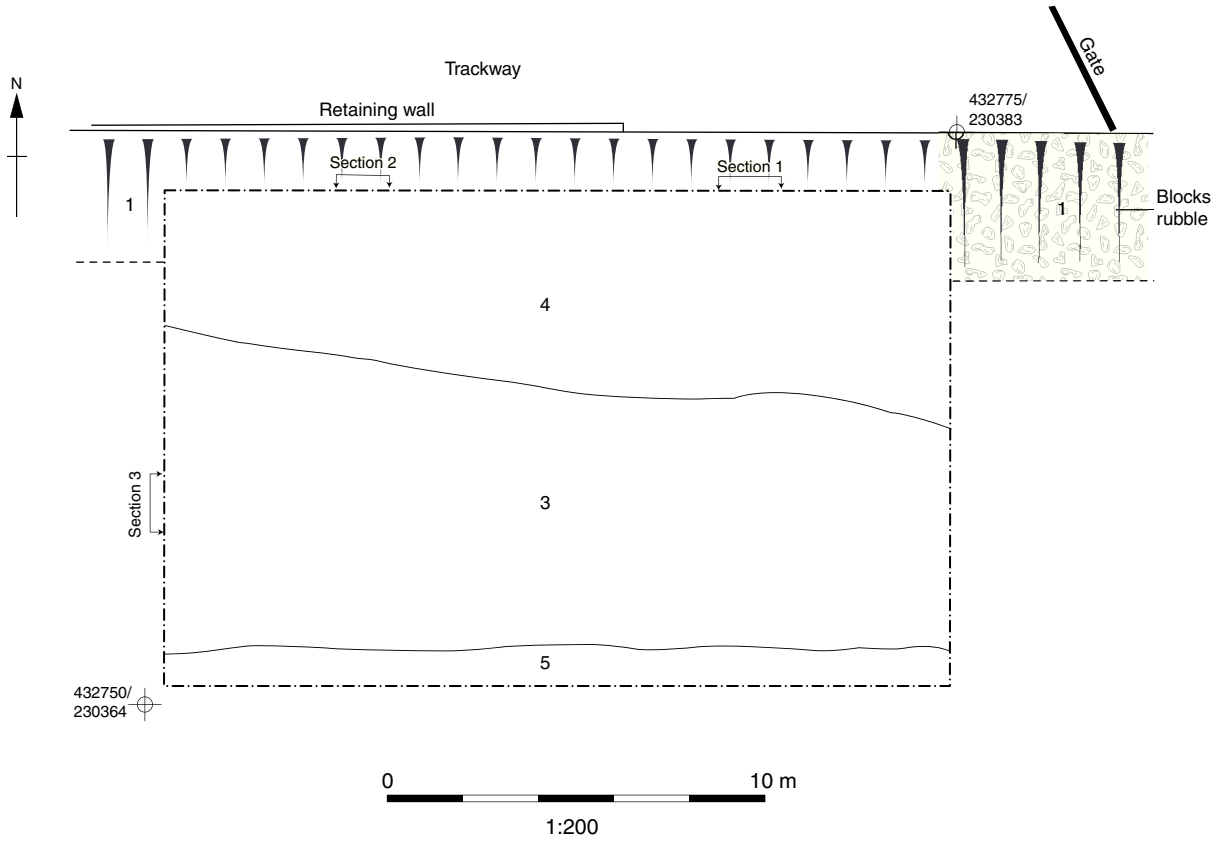 Gate
Trackway
N
432775/
230383
Retaining wall
Section 2
Section 1
1
1
Blocks
rubble
4
Section 3
3
5
432750/
230364
0
10 m
1:200